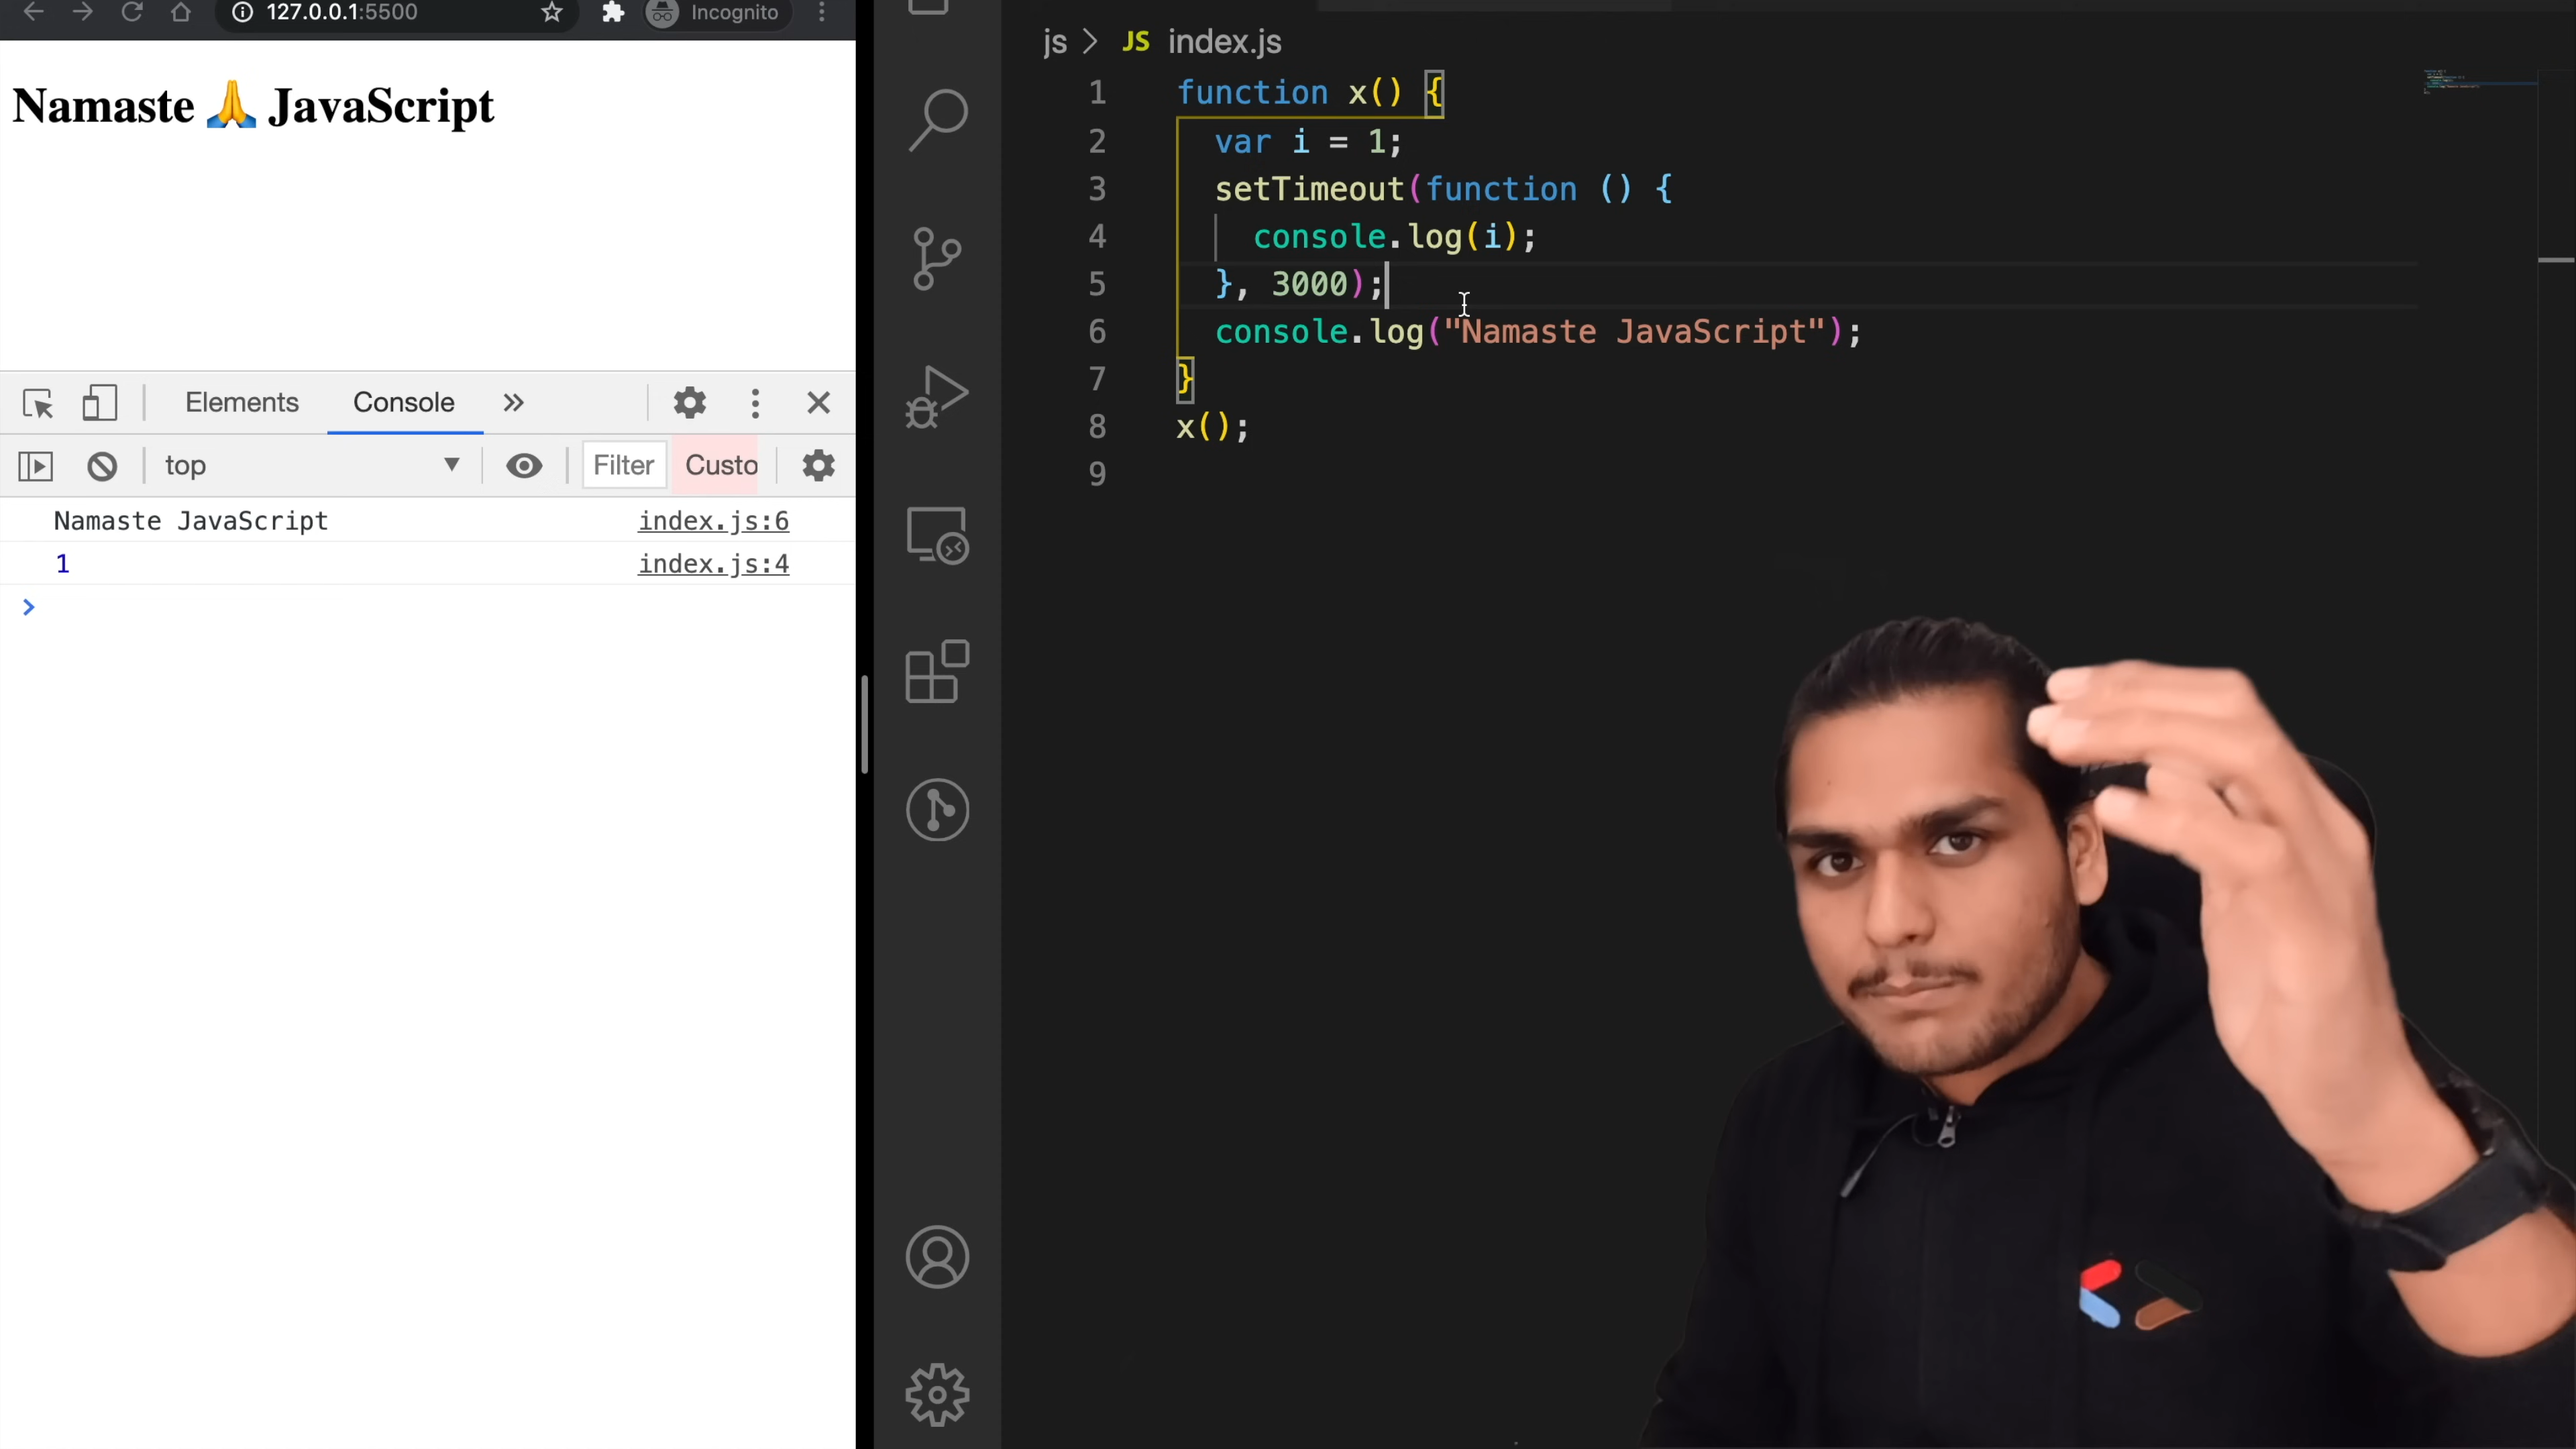 127.0.0.1:5500
Incognito
Namaste 🙏 JavaScript
Elements
Console
top
Filter
Custo
Namaste JavaScript index.js:6
1 index.js:4
js > JS index.js
1 function x() {
2 var i = 1;
3 setTimeout(function () {
4 console.log(i);
5 }, 3000);
6 console.log("Namaste JavaScript");
7 }
8 x();
9